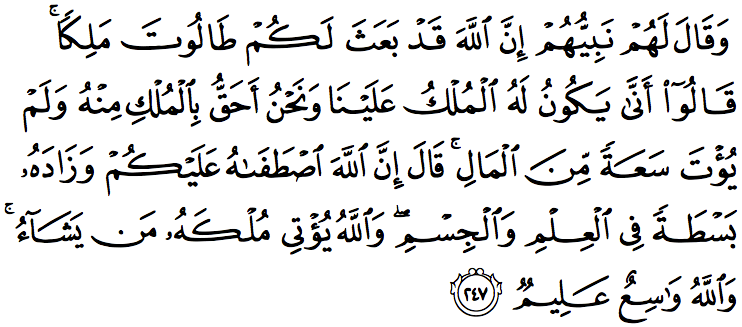 وَقَالَ لَهُمۡ نَبِيُّهُمۡ إِنَّ ٱللَّهَ قَدۡ بَعَثَ لَكُمۡ طَالُوتَ مَلِكٗاۚ
قَالُوٓاْ أَنَّىٰ يَكُونُ لَهُ ٱلۡمُلۡكُ عَلَيۡنَا وَنَحۡنُ أَحَقُّ بِٱلۡمُلۡكِ مِنۡهُ وَلَمۡ
يُؤۡتَ سَعَةٗ مِّنَ ٱلۡمَالِۚ قَالَ إِنَّ ٱللَّهَ ٱصۡطَفَىٰهُ عَلَيۡكُمۡ وَزَادَهُۥ
بَسۡطَةٗ فِي ٱلۡعِلۡمِ وَٱلۡجِسۡمِۖ وَٱللَّهُ يُؤۡتِي مُلۡكَهُۥ مَن يَشَآءُۚ
وَٱللَّهُ وَٰسِعٌ عَلِيمٞ ٢٤٧